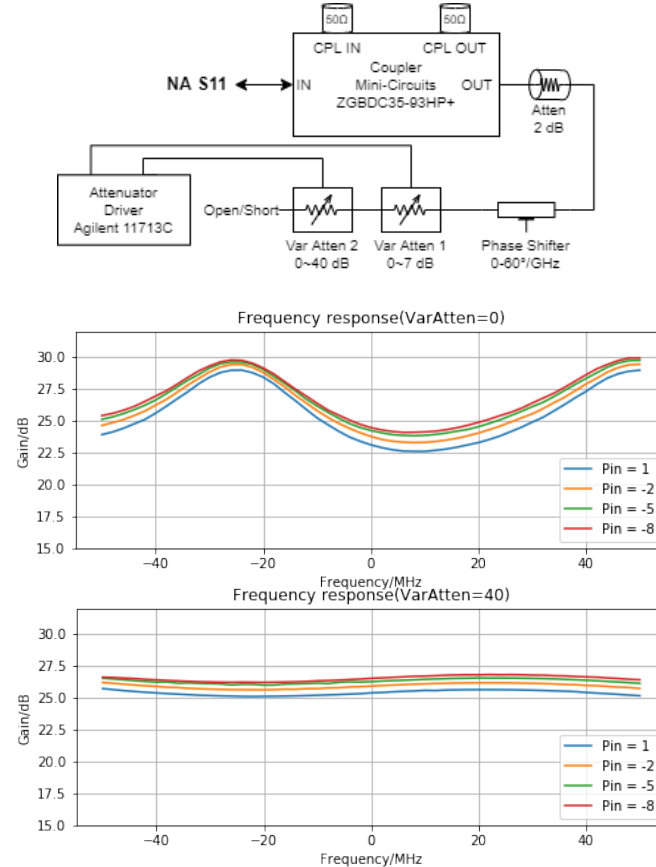 50Ω
50Ω
CPL IN
CPL OUT
Coupler
NA S11
IN
Mini-Circuits
OUT
ZGBDC35-93HP+
Atten
2 dB
Attenuator
Driver
Agilent 11713C
Open/Short
Var Atten 2
0~40 dB
Var Atten 1
0~7 dB
Phase Shifter
0-60°/GHz
Frequency response(VarAtten=0)
30.0
27.5
25.0
22.5
20.0
17.5
15.0
Gain/dB
Pin = 1
Pin = -2
Pin = -5
Pin = -8
−40
−20
0
20
40
Frequency/MHz
Frequency response(VarAtten=40)
30.0
27.5
25.0
22.5
20.0
17.5
15.0
Gain/dB
Pin = 1
Pin = -2
Pin = -5
Pin = -8
−40
−20
0
20
40
Frequency/MHz